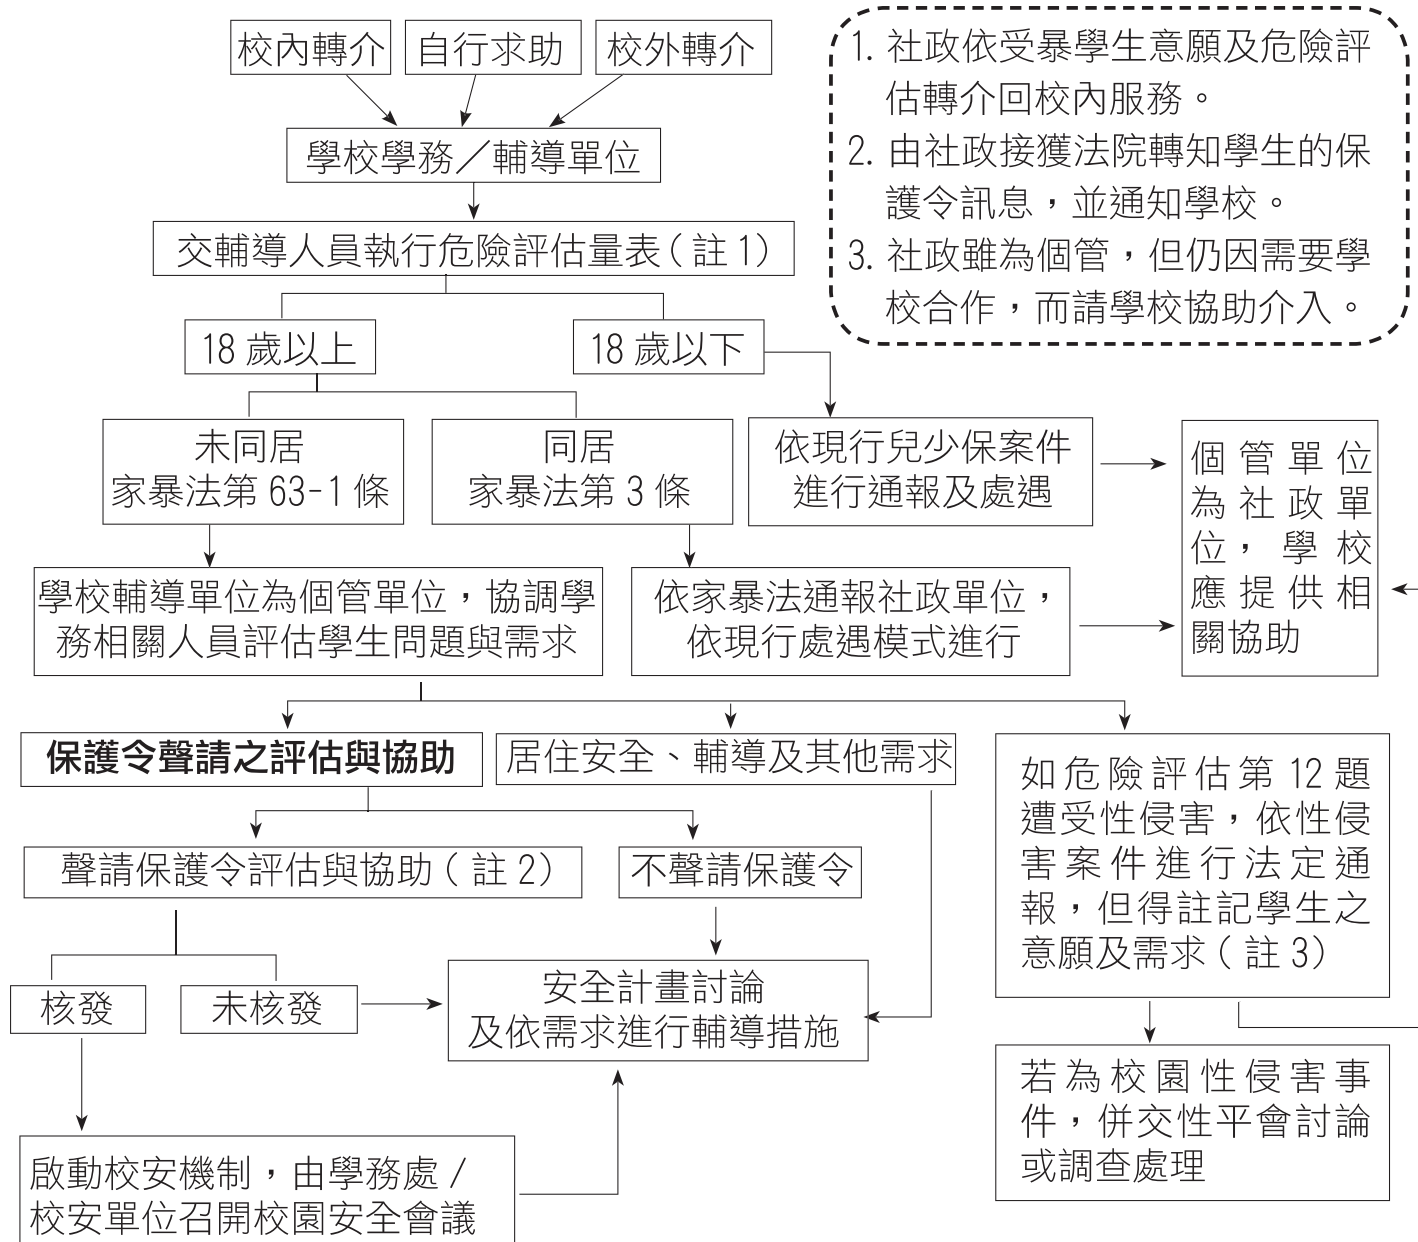 校內轉介
自行求助
校外轉介
學校學務／輔導單位
交輔導人員執行危險評估量表（註 1）
1. 社政依受暴學生意願及危險評
估轉介回校內服務。
2. 由社政接獲法院轉知學生的保
護令訊息，並通知學校。
3. 社政雖為個管，但仍因需要學
校合作，而請學校協助介入。
18 歲以上
18 歲以下
未同居
家暴法第 63-1 條
同居
家暴法第 3 條
依現行兒少保案件
進行通報及處遇
個管單位
為社政單
位，學校
應提供相
關協助
學校輔導單位為個管單位，協調學
務相關人員評估學生問題與需求
依家暴法通報社政單位，
依現行處遇模式進行
保護令聲請之評估與協助
居住安全、輔導及其他需求
如危險評估第 12 題
遭受性侵害，依性侵
害案件進行法定通
報，但得註記學生之
意願及需求（註 3）
聲請保護令評估與協助（註 2）
不聲請保護令
核發
未核發
安全計畫討論
及依需求進行輔導措施
若為校園性侵害事
件，併交性平會討論
或調查處理
啟動校安機制，由學務處 /
校安單位召開校園安全會議